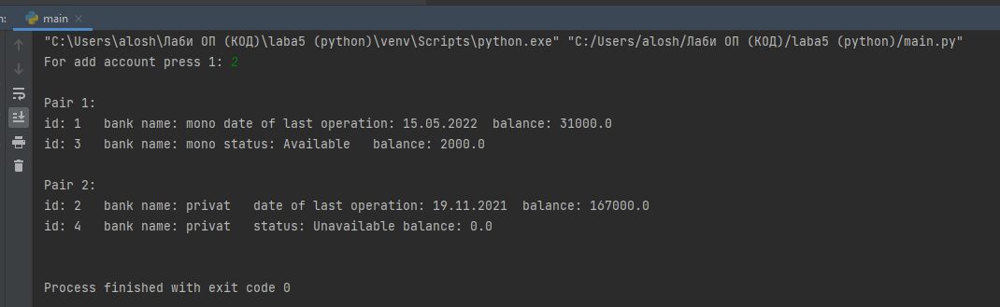 n: main
"C:\Users\alosh\Лаби ОП (КОД)\laba5 (python)\venv\Scripts\python.exe" "C:/Users/alosh/Лаби ОП (КОД)/laba5 (python)/main.py"
For add account press 1: 2
Pair 1:
id: 1   bank name: mono date of last operation: 15.05.2022  balance: 31000.0
id: 3   bank name: mono status: Available   balance: 2000.0
Pair 2:
id: 2   bank name: privat   date of last operation: 19.11.2021  balance: 167000.0
id: 4   bank name: privat   status: Unavailable balance: 0.0
Process finished with exit code 0